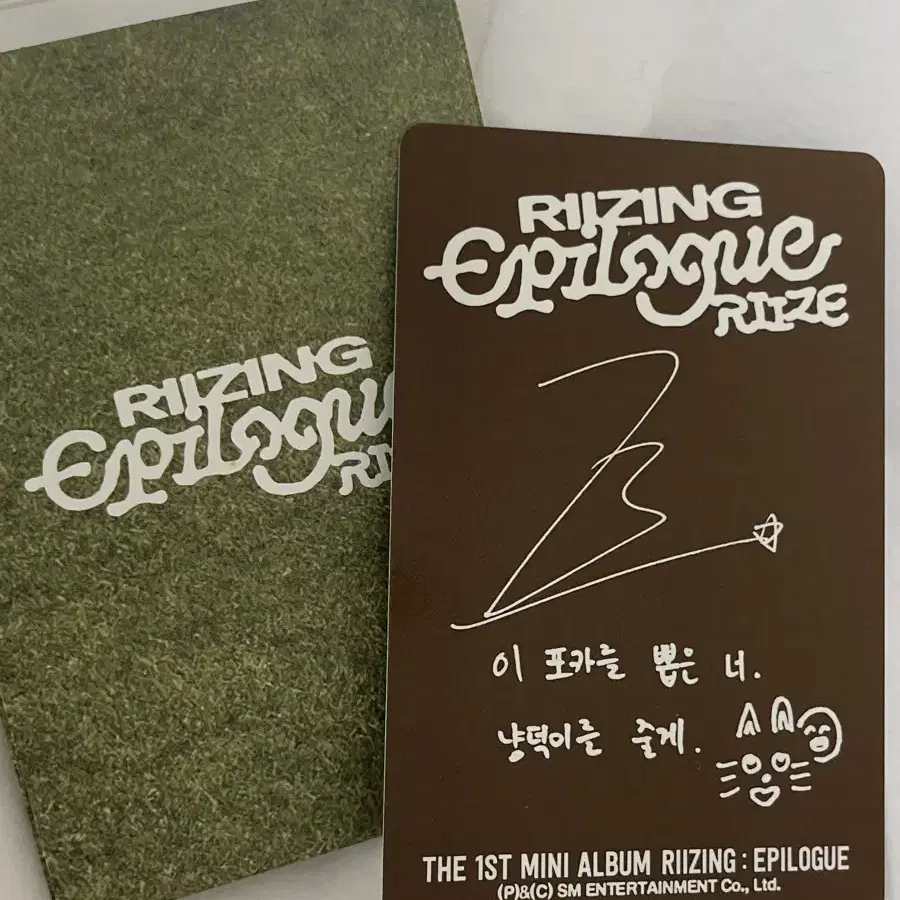 RIIZING
Epilogue
RII
RIIZING
Epilogue
RIIZE
이 포카를 뽑은 너.
냥덕이를 줄게.
THE 1ST MINI ALBUM RIIZING : EPILOGUE
(P)&(C) SM ENTERTAINMENT Co., Ltd.